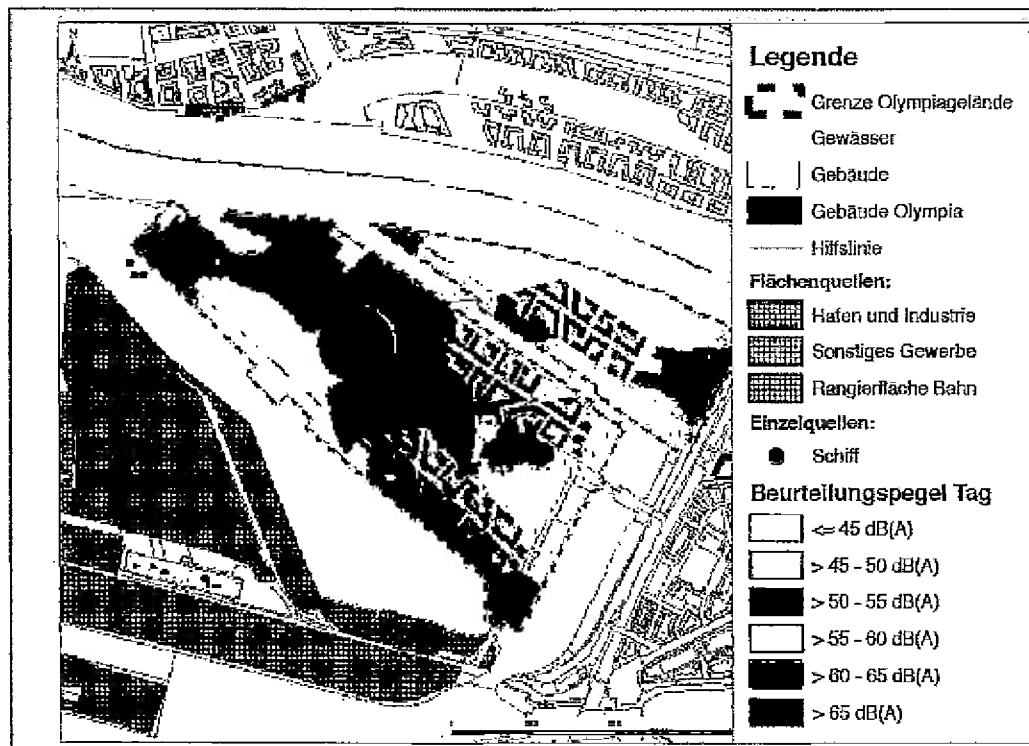 Legende
Grenze Olympiagelände
Gewässer
Gebäude
Gebäude Olympia
Hilfslinie
Flächenquellen:
Hafen und Industrie
Sonstiges Gewerbe
Rangierfläche Bahn
Einzelquellen:
Schiff
Beurteilungspegel Tag
<= 45 dB(A)
> 45 - 50 dB(A)
> 50 - 55 dB(A)
> 55 - 60 dB(A)
> 60 - 65 dB(A)
> 65 dB(A)